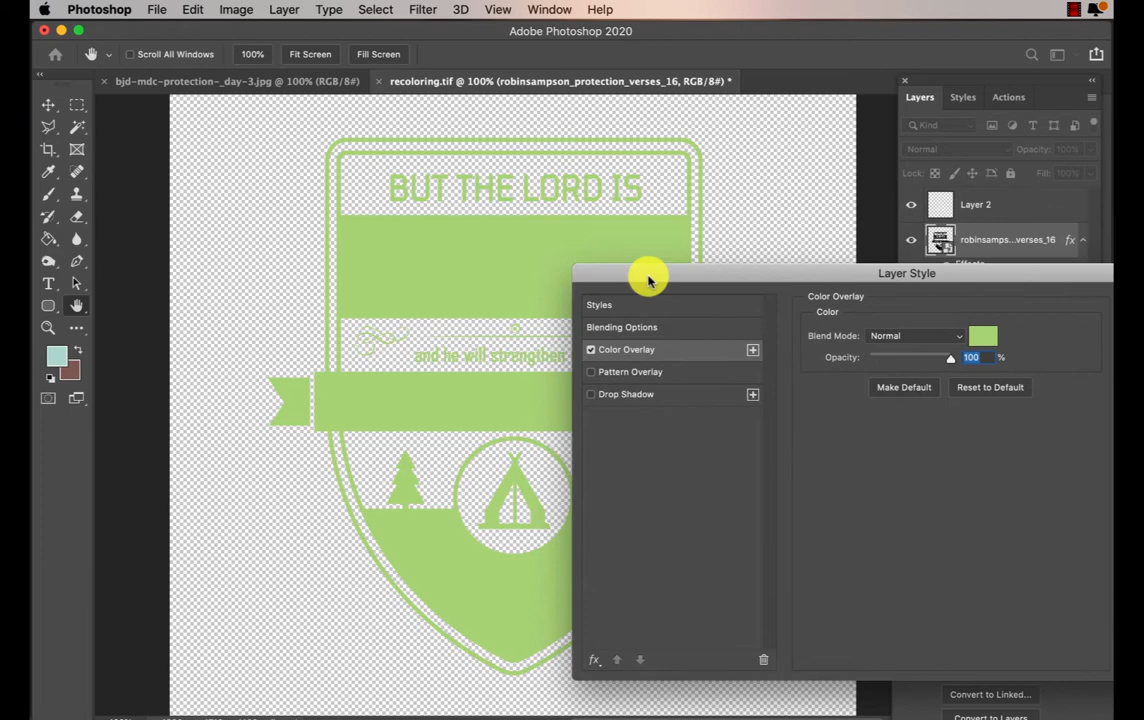 Photoshop File Edit Image Layer Type Select Filter 3D View Window Help
Adobe Photoshop 2020
Scroll All Windows 100% Fit Screen Fill Screen
× bjd-mdc-protection-_day-3.jpg @ 100% (RGB/8#) × recoloring.tif @ 100% (robinsampson_protection_verses_16, RGB/8#) *
Layers Styles Actions
Kind
Normal Opacity: 100%
Lock: Fill: 100%
Layer 2
robinsamps...verses_16 fx
BUT THE LORD IS
and he will strengthen
Layer Style
Styles
Blending Options
Color Overlay
Pattern Overlay
Drop Shadow
fx
Color Overlay
Color
Blend Mode: Normal
Opacity: 100 %
Make Default Reset to Default
Convert to Linked...